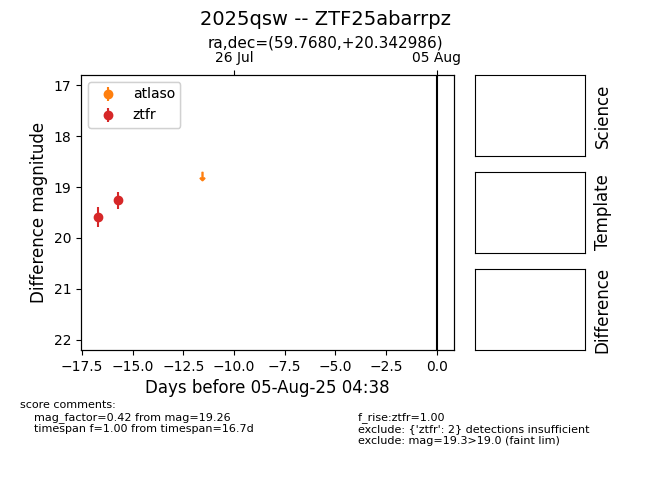 2025qsw -- ZTF25abarrpz
ra,dec=(59.7680,+20.342986)
26 Jul
05 Aug
atlaso
ztfr
17
18
19
20
21
22
Difference magnitude
−17.5
−15.0
−12.5
−10.0
−7.5
−5.0
−2.5
0.0
Days before 05-Aug-25 04:38
Science
Template
Difference
score comments:
mag_factor=0.42 from mag=19.26
timespan f=1.00 from timespan=16.7d
f_rise:ztfr=1.00
exclude: {'ztfr': 2} detections insufficient
exclude: mag=19.3>19.0 (faint lim)